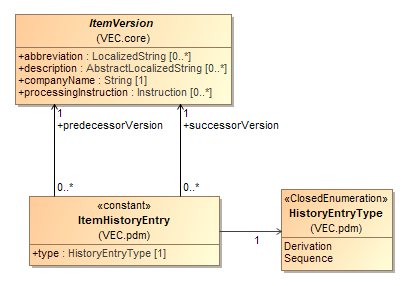 ItemVersion
(VEC.core)
+abbreviation : LocalizedString [0..*]
+description : AbstractLocalizedString [0..*]
+companyName : String [1]
+processingInstruction : Instruction [0..*]
1
1
+predecessorVersion
+successorVersion
0..*
0..*
«constant»
ItemHistoryEntry
(VEC.pdm)
+type : HistoryEntryType [1]
1
«ClosedEnumeration»
HistoryEntryType
(VEC.pdm)
Derivation
Sequence